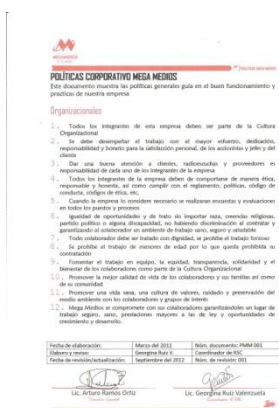 MEGAMEDIOS
POLÍTICAS MEGA MEDIOS
POLÍTICAS CORPORATIVO MEGA MEDIOS
Este documento muestra las políticas generales guía en el buen funcionamiento y
practicas de nuestra empresa
Organizacionales
1. Todos los integrantes de esta empresa deben ser parte de la Cultura
Organizacional
2. Se debe desempeñar el trabajo con el mayor esfuerzo, dedicación,
responsabilidad y horario para la satisfacción personal, de los accionistas y jefes y del
cliente
3. Dar una buena atención a clientes, radioescuchas y proveedores es
responsabilidad de cada uno de los integrantes de la empresa
4. Todos los integrantes de la empresa deben de comportarse de manera ética,
responsable y honesta, así como cumplir con el reglamento, políticas, código de
conducta, códigos de ética, etc.
5. Cuando la empresa lo considere necesario se realizaran encuestas y evaluaciones
en todos los puestos y procesos
6. Igualdad de oportunidades y de trato sin importar raza, creencias religiosas,
partido político o alguna discapacidad, no habiendo discriminación al contratar y
garantizando al colaborador un ambiente de trabajo sano, seguro y saludable
7. Todo colaborador debe ser tratado con dignidad, se prohíbe el trabajo forzoso
8. Se prohíbe el trabajo de menores de edad por lo que queda prohibida su
contratación
9. Fomentar el trabajo en equipo, la equidad, transparencia, solidaridad y el
bienestar de los colaboradores como parte de la Cultura Organizacional
10. Promover la mejor calidad de vida de los colaboradores y sus familias así como
de su comunidad
11. Promover una vida sana, una cultura de valores, cuidado y preservación del
medio ambiente con los colaboradores y grupos de interés
12. Mega Medios se compromete con sus colaboradores garantizándoles un lugar de
trabajo seguro, sano, prestaciones mayores a las de ley y oportunidades de
crecimiento y desarrollo.
Fecha de elaboración: Marzo del 2011 Núm. documento: PMM 001
Elaboro y reviso: Georgina Ruiz V. Coordinador de RSC
Fecha de revisión/actualización: Septiembre del 2012 Núm. de revisión: 001
Lic. Arturo Ramos Ortiz Lic. Georgina Ruiz Valenzuela